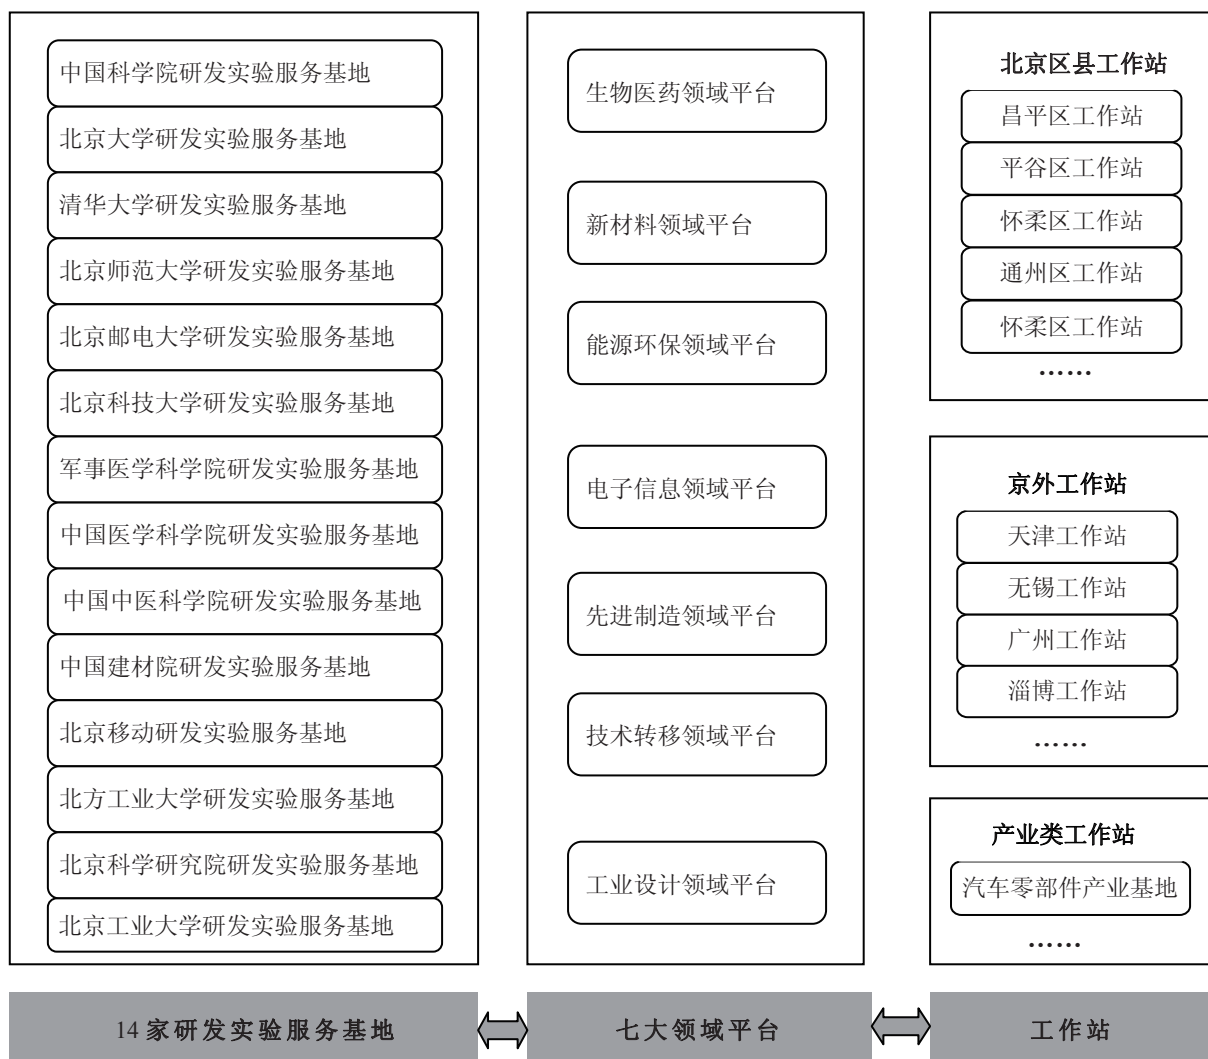 中国科学院研发实验服务基地
北京大学研发实验服务基地
清华大学研发实验服务基地
北京师范大学研发实验服务基地
北京邮电大学研发实验服务基地
北京科技大学研发实验服务基地
军事医学科学院研发实验服务基地
中国医学科学院研发实验服务基地
中国中医科学院研发实验服务基地
中国建材院研发实验服务基地
北京移动研发实验服务基地
北方工业大学研发实验服务基地
北京科学研究院研发实验服务基地
北京工业大学研发实验服务基地
14家研发实验服务基地
生物医药领域平台
新材料领域平台
能源环保领域平台
电子信息领域平台
先进制造领域平台
技术转移领域平台
工业设计领域平台
七大领域平台
北京区县工作站
昌平区工作站
平谷区工作站
怀柔区工作站
通州区工作站
怀柔区工作站
……
京外工作站
天津工作站
无锡工作站
广州工作站
淄博工作站
……
产业类工作站
汽车零部件产业基地
……
工作站